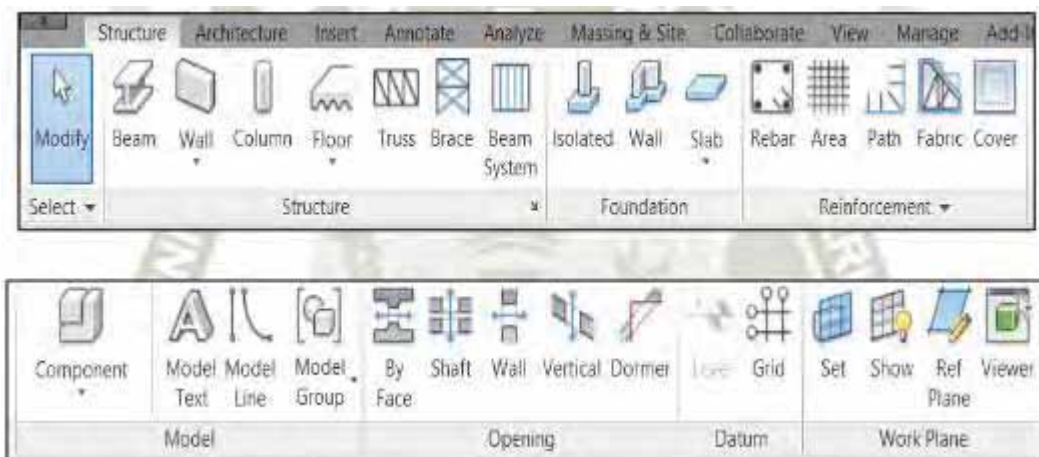 Structure Architecture Insert Annotate Analyze Massing & Site Collaborate View Manage Add-I
Modify Beam Wall Column Floor Truss Brace Beam System Isolated Wall Slab Rebar Area Path Fabric Cover
Select Structure Foundation Reinforcement
Component Model Text Model Line Model Group By Face Shaft Wall Vertical Dormer Level Grid Set Show Ref Plane Viewer
Model Opening Datum Work Plane